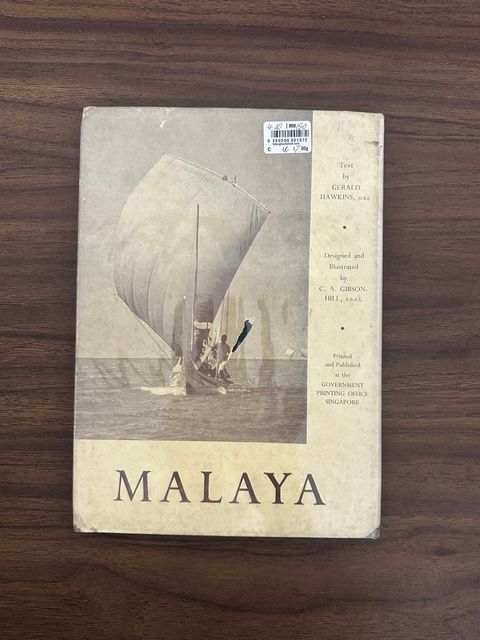 Text
by
GERALD
HAWKINS, O.B.E.
Designed and
Illustrated
by
C. A. GIBSON-
HILL, A.R.P.S.
Printed
and Published
at the
GOVERNMENT
PRINTING OFFICE
SINGAPORE
MALAYA